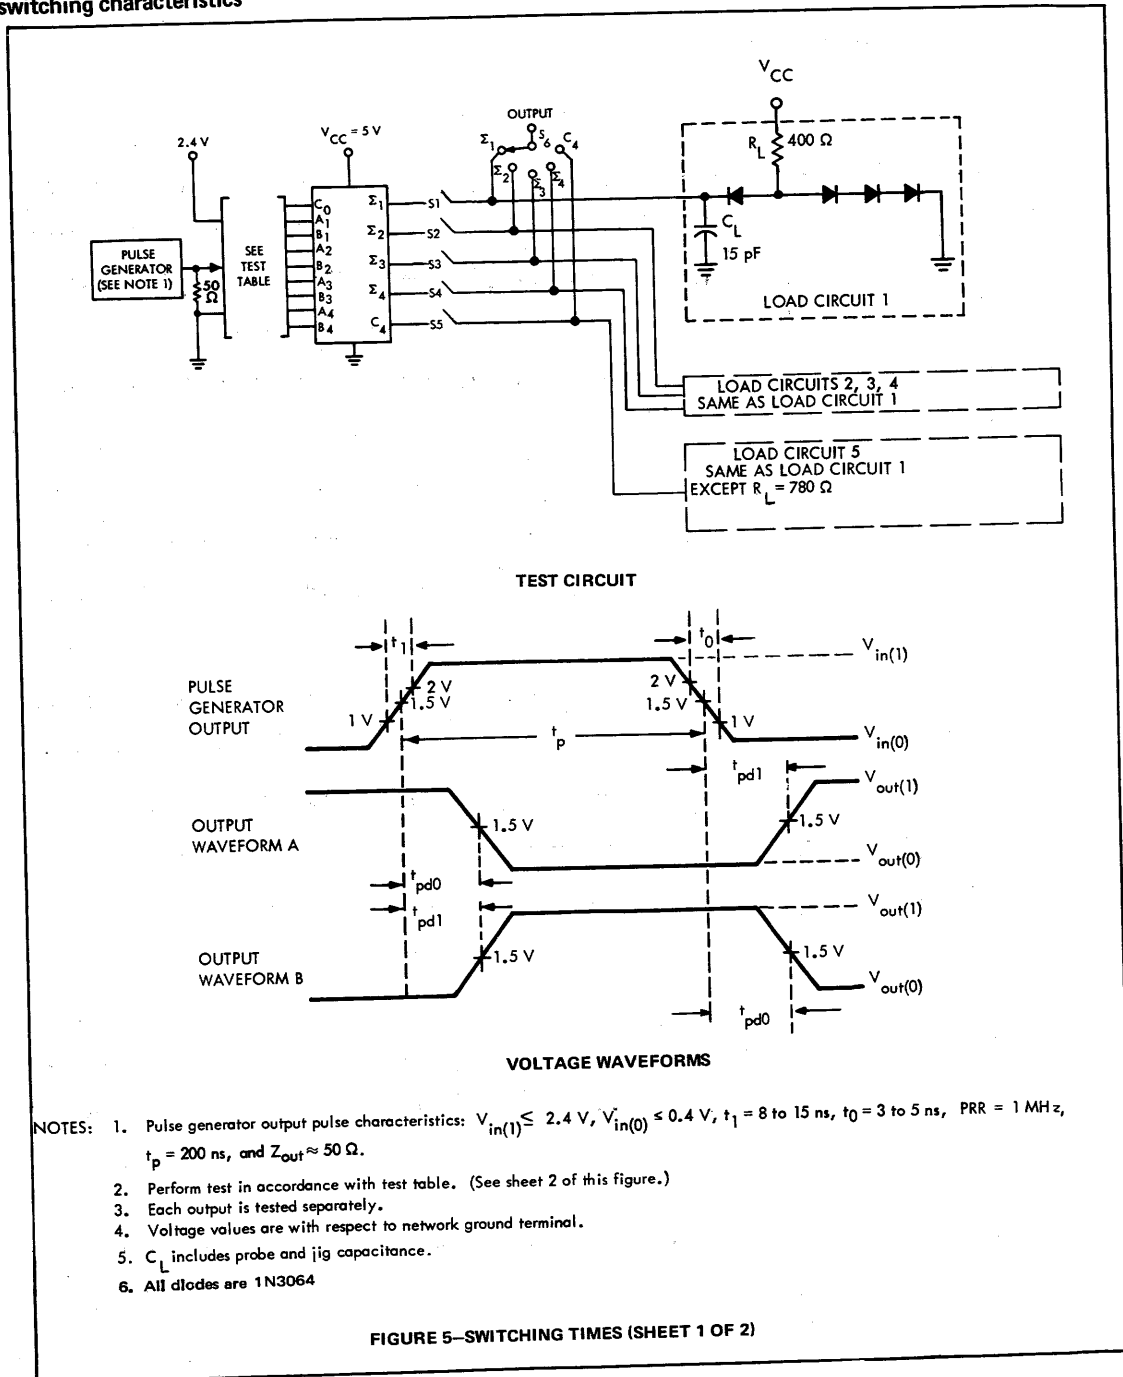 switching characteristics
VCC
OUTPUT
VCC = 5 V
2.4 V
Σ1
S6
C4
RL
400 Ω
Σ2
Σ3
Σ4
C0
A1
B1
A2
B2
A3
B3
A4
B4
Σ1
Σ2
Σ3
Σ4
C4
S1
S2
S3
S4
S5
CL
15 pF
PULSE
GENERATOR
(SEE NOTE 1)
50
Ω
SEE
TEST
TABLE
LOAD CIRCUIT 1
LOAD CIRCUITS 2, 3, 4
SAME AS LOAD CIRCUIT 1
LOAD CIRCUIT 5
SAME AS LOAD CIRCUIT 1
EXCEPT RL = 780 Ω
TEST CIRCUIT
t1
t0
Vin(1)
PULSE
GENERATOR
OUTPUT
2 V
1.5 V
1 V
2 V
1.5 V
1 V
tp
Vin(0)
tpd1
Vout(1)
OUTPUT
WAVEFORM A
1.5 V
1.5 V
Vout(0)
tpd0
tpd1
Vout(1)
OUTPUT
WAVEFORM B
1.5 V
1.5 V
Vout(0)
tpd0
VOLTAGE WAVEFORMS
NOTES: 1. Pulse generator output pulse characteristics: Vin(1) ≤ 2.4 V, Vin(0) ≤ 0.4 V, t1 = 8 to 15 ns, t0 = 3 to 5 ns, PRR = 1 MHz,
tp = 200 ns, and Zout ≈ 50 Ω.
2. Perform test in accordance with test table. (See sheet 2 of this figure.)
3. Each output is tested separately.
4. Voltage values are with respect to network ground terminal.
5. CL includes probe and jig capacitance.
6. All diodes are 1N3064
FIGURE 5—SWITCHING TIMES (SHEET 1 OF 2)